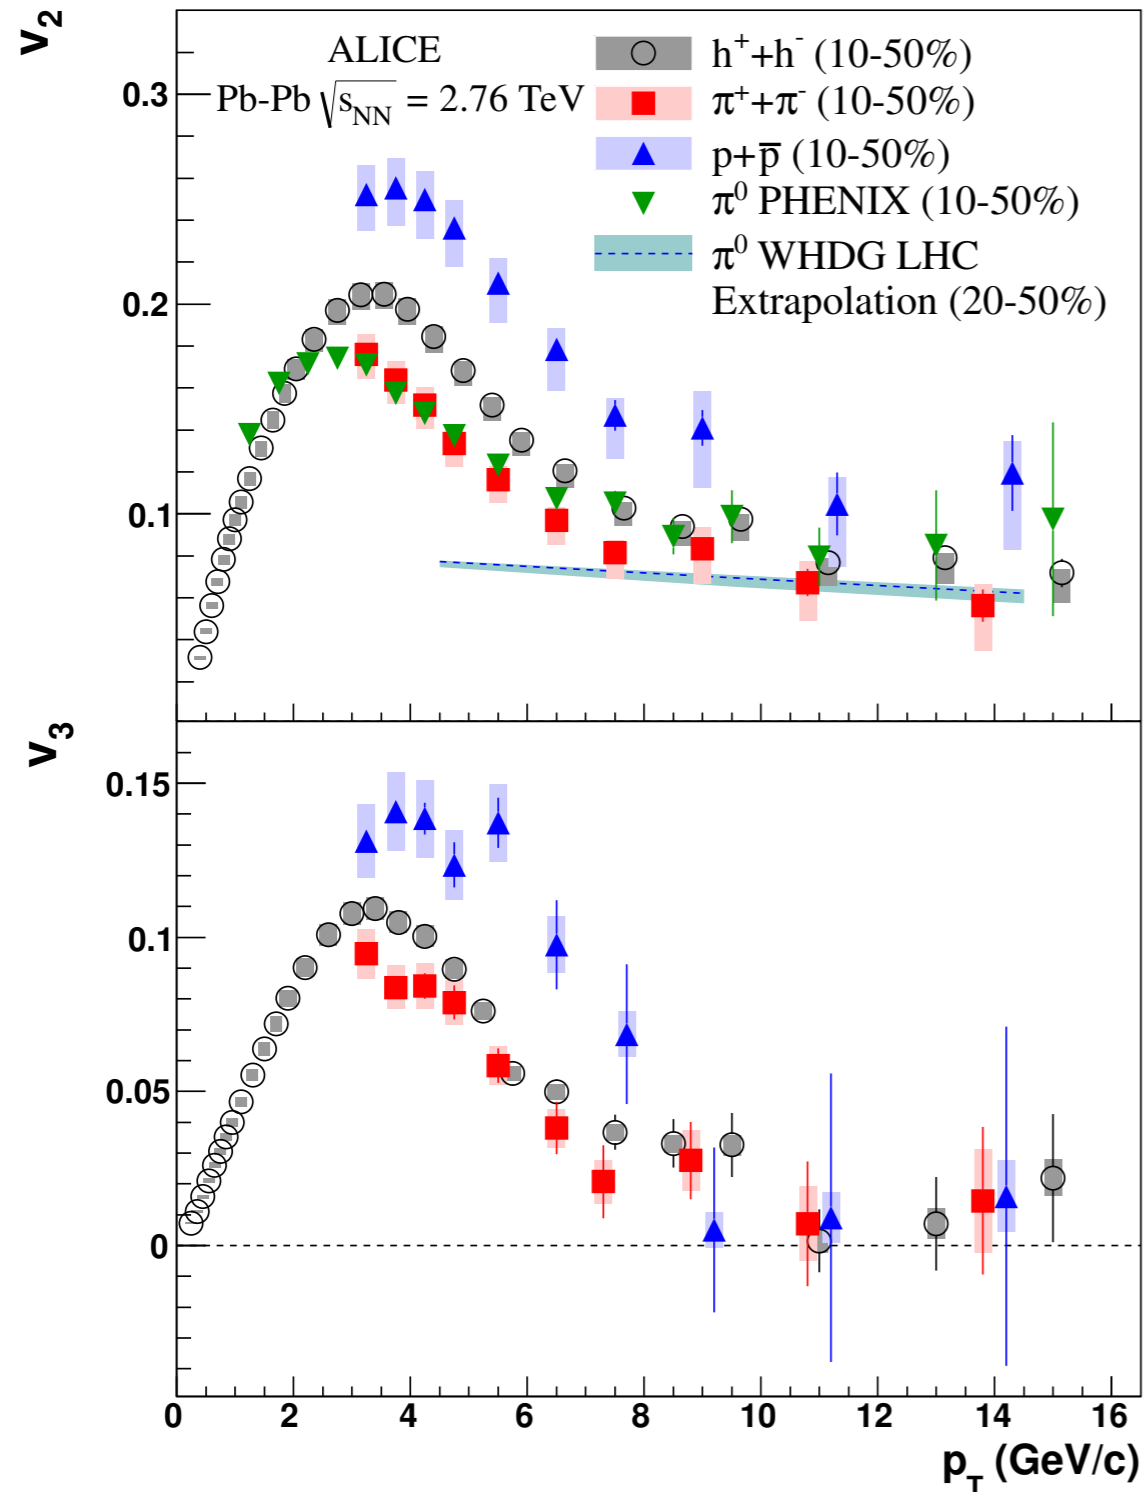 v2
ALICE
Pb-Pb √sNN = 2.76 TeV
h⁺+h⁻ (10-50%)
π⁺+π⁻ (10-50%)
p+p̅ (10-50%)
π⁰ PHENIX (10-50%)
π⁰ WHDG LHC
Extrapolation (20-50%)
0.3
0.2
0.1
v3
0.15
0.1
0.05
0
0 2 4 6 8 10 12 14 16
pT (GeV/c)